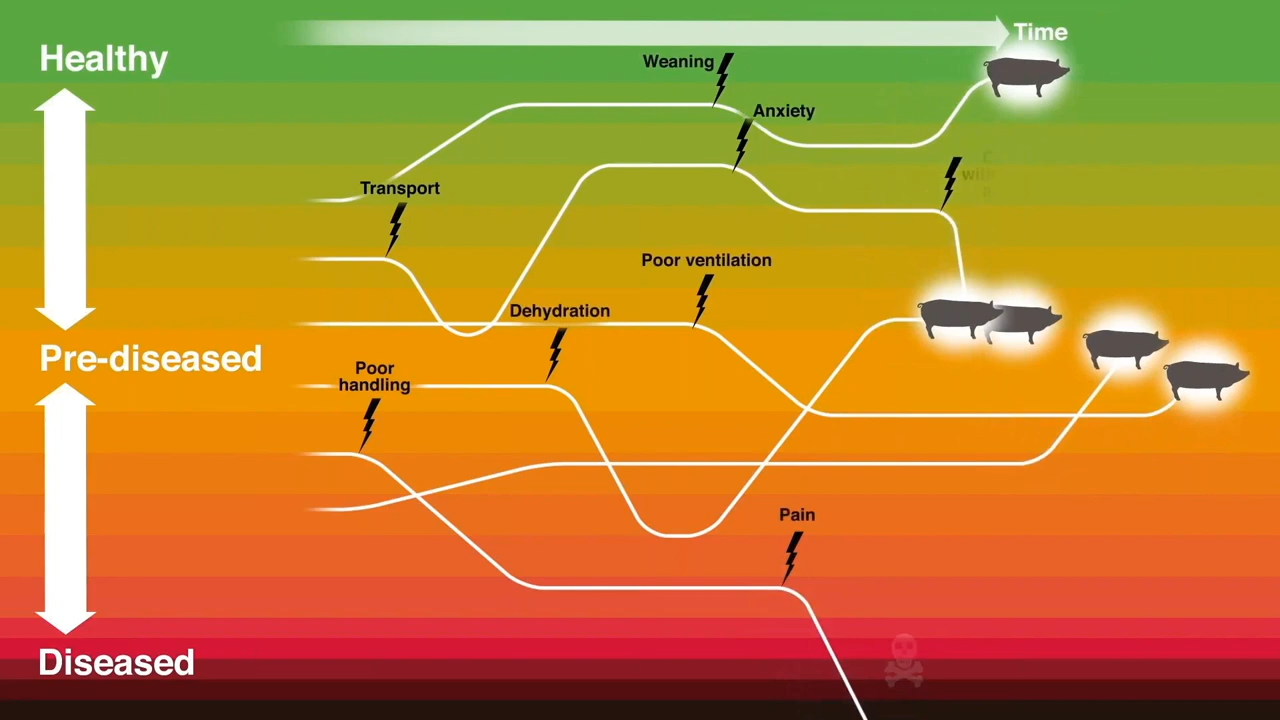 Time
Healthy
Weaning
Anxiety
Transport
Poor ventilation
Dehydration
Pre-diseased
Poor
handling
Pain
Diseased